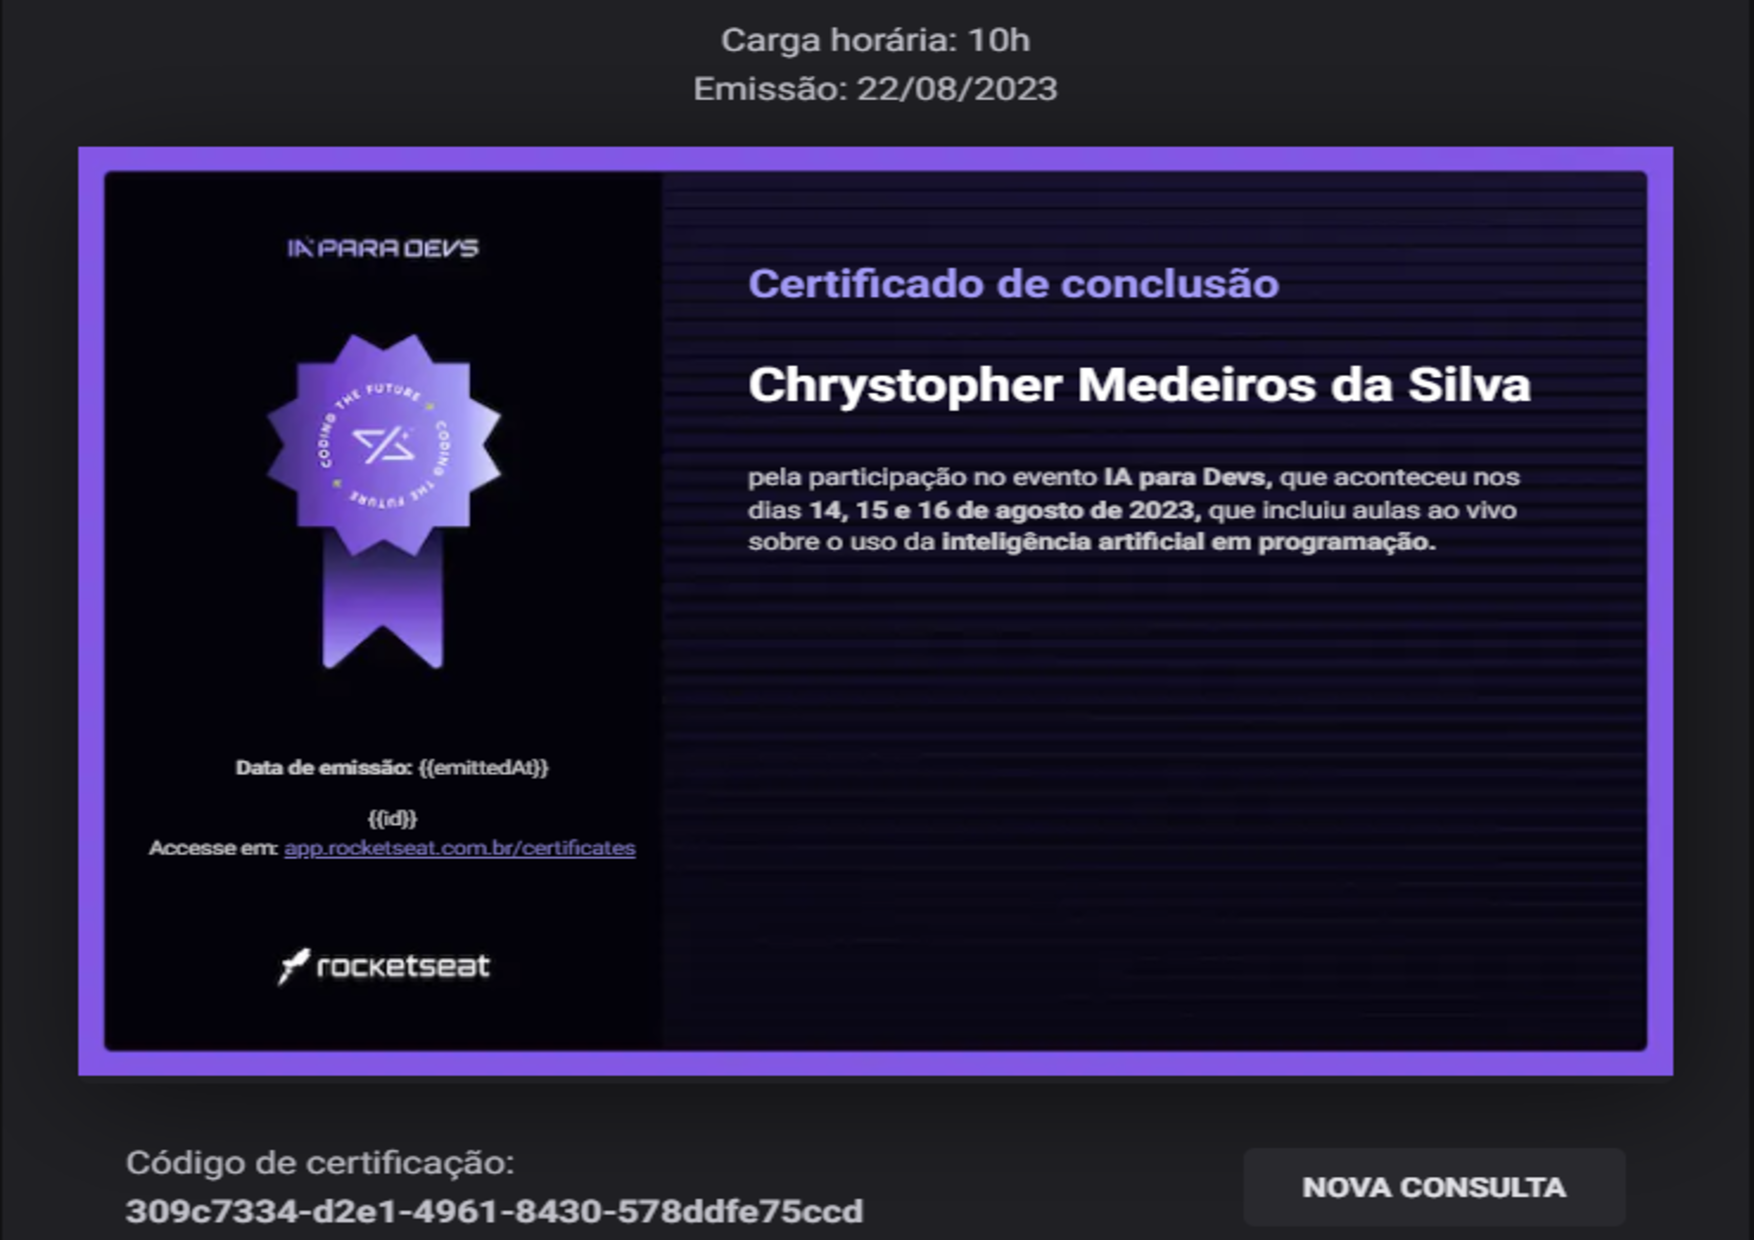 Carga horária: 10h
Emissão: 22/08/2023
IA PARA DEVS
CODING THE FUTURE
CODING THE FUTURE
Data de emissão: {{emittedAt}}
{{id}}
Accesse em: app.rocketseat.com.br/certificates
rocketseat
Certificado de conclusão
Chrystopher Medeiros da Silva
pela participação no evento IA para Devs, que aconteceu nos
dias 14, 15 e 16 de agosto de 2023, que incluiu aulas ao vivo
sobre o uso da inteligência artificial em programação.
Código de certificação:
309c7334-d2e1-4961-8430-578ddfe75ccd
NOVA CONSULTA